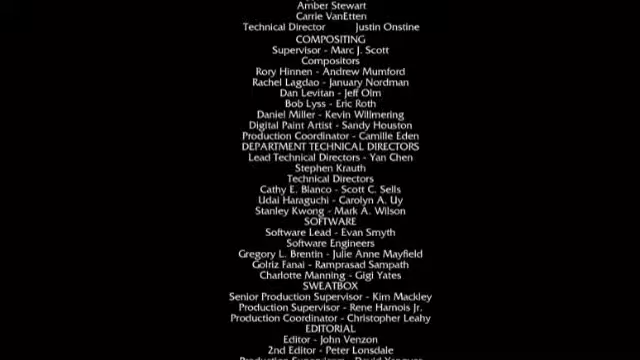 Amber Stewart
Carrie VanEtten
Technical Director Justin Onstine
COMPOSITING
Supervisor - Marc J. Scott
Compositors
Rory Hinnen - Andrew Mumford
Rachel Lagdao - January Nordman
Dan Levitan - Jeff Olm
Bob Lyss - Eric Roth
Daniel Miller - Kevin Willmering
Digital Paint Artist - Sandy Houston
Production Coordinator - Camille Eden
DEPARTMENT TECHNICAL DIRECTORS
Lead Technical Directors - Yan Chen
Stephen Krauth
Technical Directors
Cathy E. Blanco - Scott C. Sells
Udai Haraguchi - Carolyn A. Uy
Stanley Kwong - Mark A. Wilson
SOFTWARE
Software Lead - Evan Smyth
Software Engineers
Gregory L. Brentin - Julie Anne Mayfield
Golriz Fanai - Ramprasad Sampath
Charlotte Manning - Gigi Yates
SWEATBOX
Senior Production Supervisor - Kim Mackley
Production Supervisor - Rene Harnois Jr.
Production Coordinator - Christopher Leahy
EDITORIAL
Editor - John Venzon
2nd Editor - Peter Lonsdale